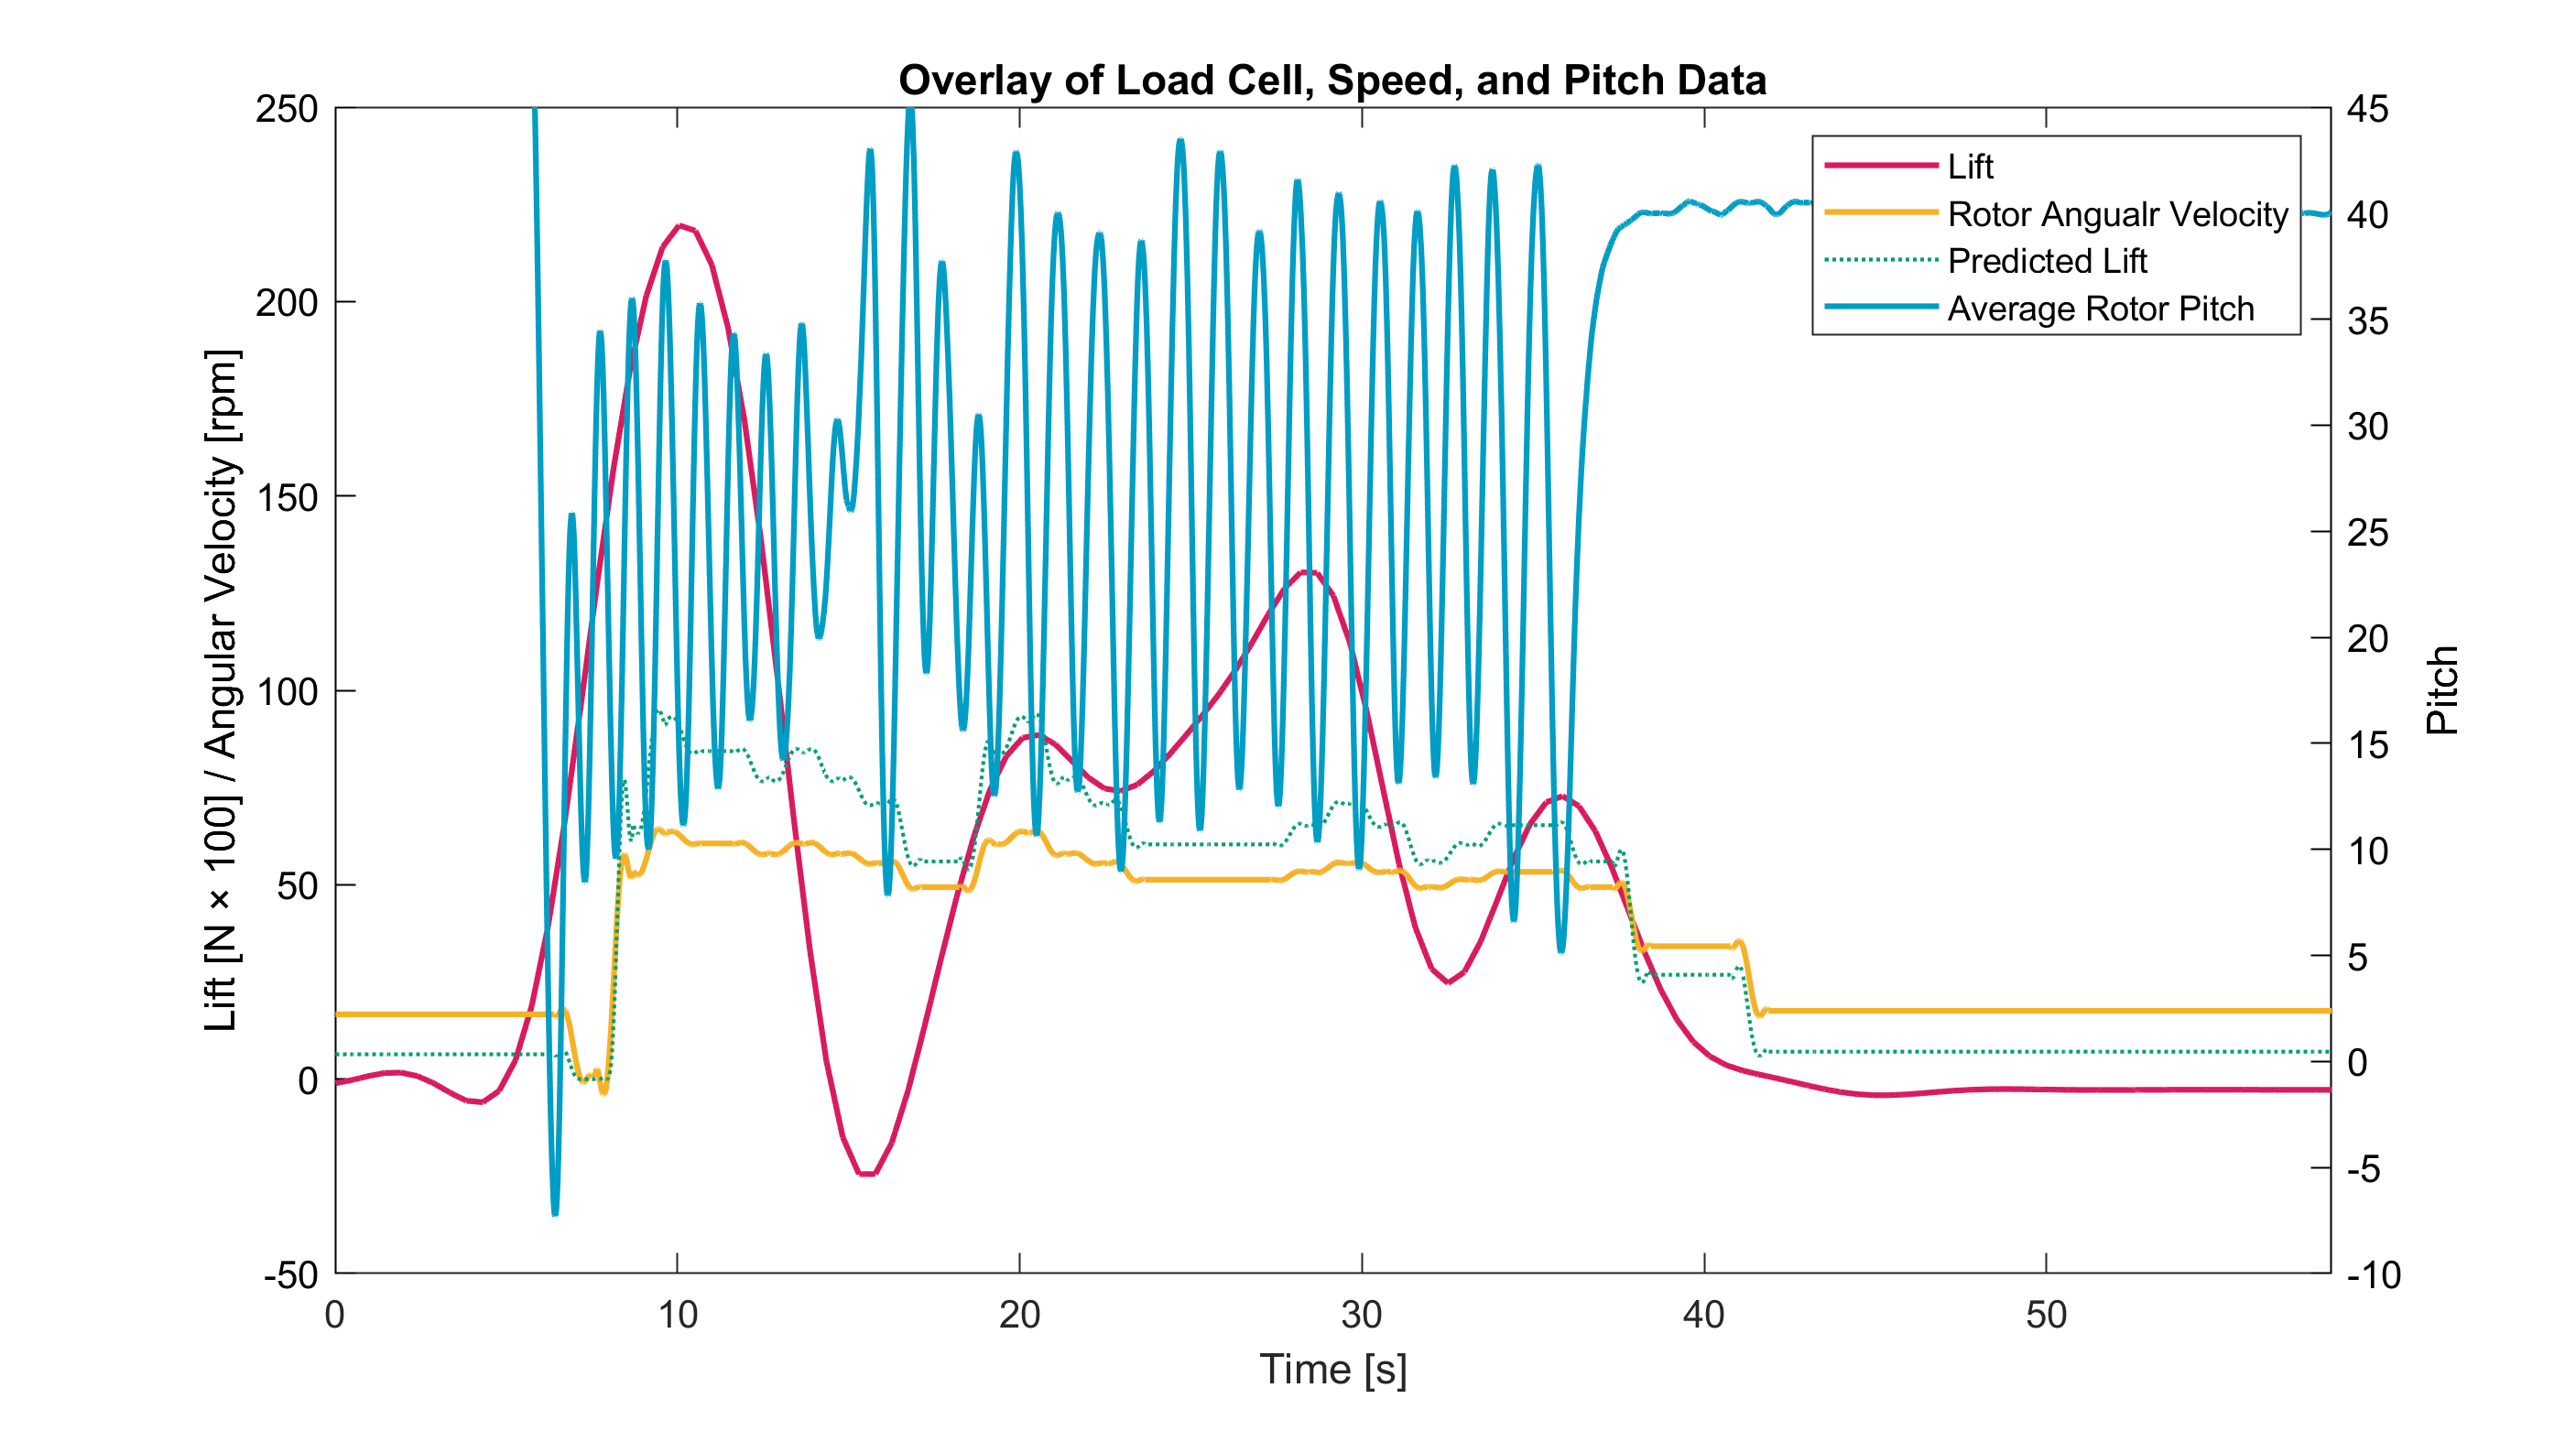 Overlay of Load Cell, Speed, and Pitch Data
Lift [N × 100] / Angular Velocity [rpm]
250
200
150
100
50
0
-50
Lift
Rotor Angualr Velocity
Predicted Lift
Average Rotor Pitch
45
40
35
30
25
20
15
10
5
0
-5
-10
Pitch
0 10 20 30 40 50
Time [s]